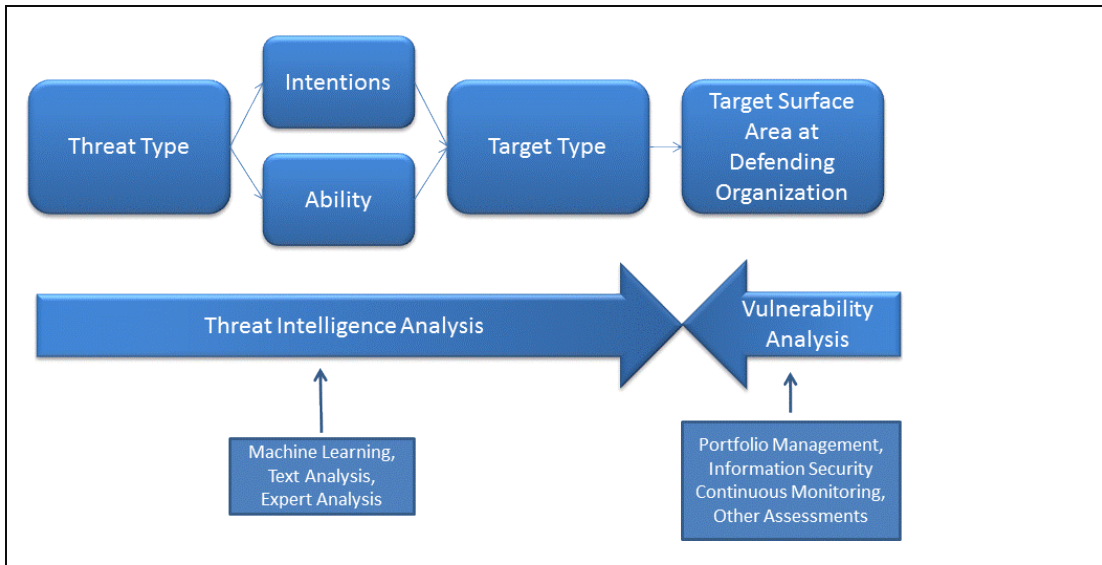 Threat Type
Intentions
Ability
Target Type
Target Surface
Area at
Defending
Organization
Threat Intelligence Analysis
Vulnerability
Analysis
Machine Learning,
Text Analysis,
Expert Analysis
Portfolio Management,
Information Security
Continuous Monitoring,
Other Assessments